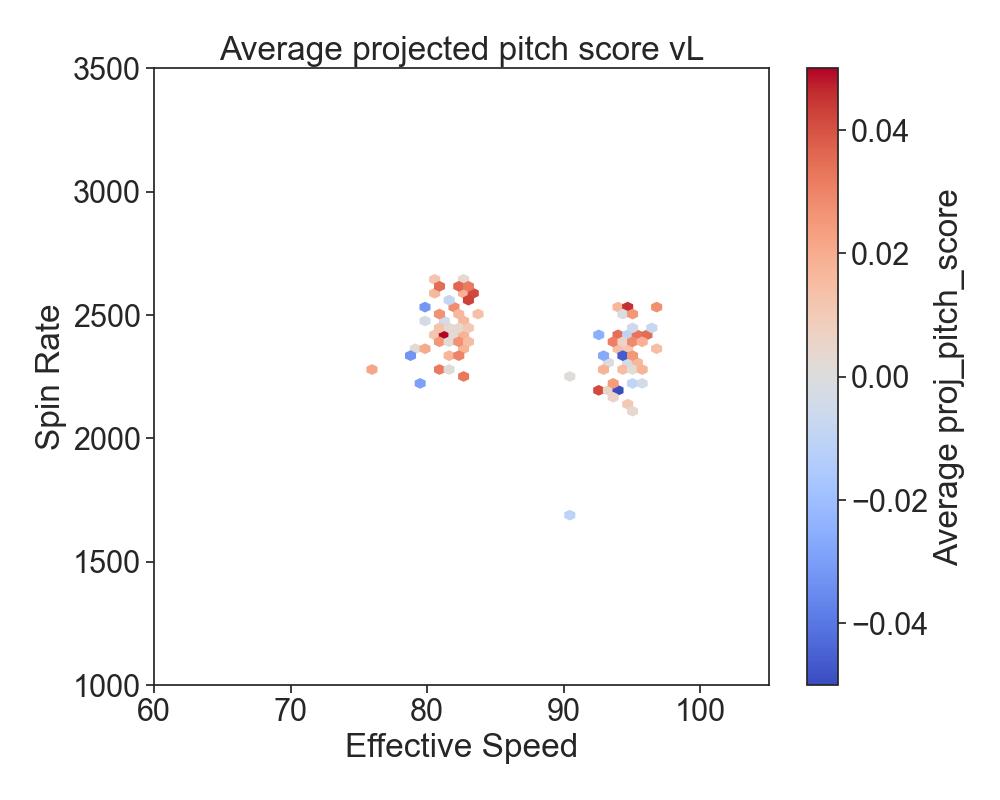 Average projected pitch score vL
3500
3000
2500
2000
1500
1000
Spin Rate
60 70 80 90 100
Effective Speed
0.04
0.02
0.00
−0.02
−0.04
Average proj_pitch_score